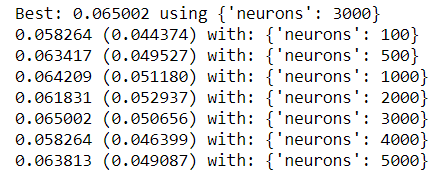 Best: 0.065002 using {'neurons': 3000}
0.058264 (0.044374) with: {'neurons': 100}
0.063417 (0.049527) with: {'neurons': 500}
0.064209 (0.051180) with: {'neurons': 1000}
0.061831 (0.052937) with: {'neurons': 2000}
0.065002 (0.050656) with: {'neurons': 3000}
0.058264 (0.046399) with: {'neurons': 4000}
0.063813 (0.049087) with: {'neurons': 5000}